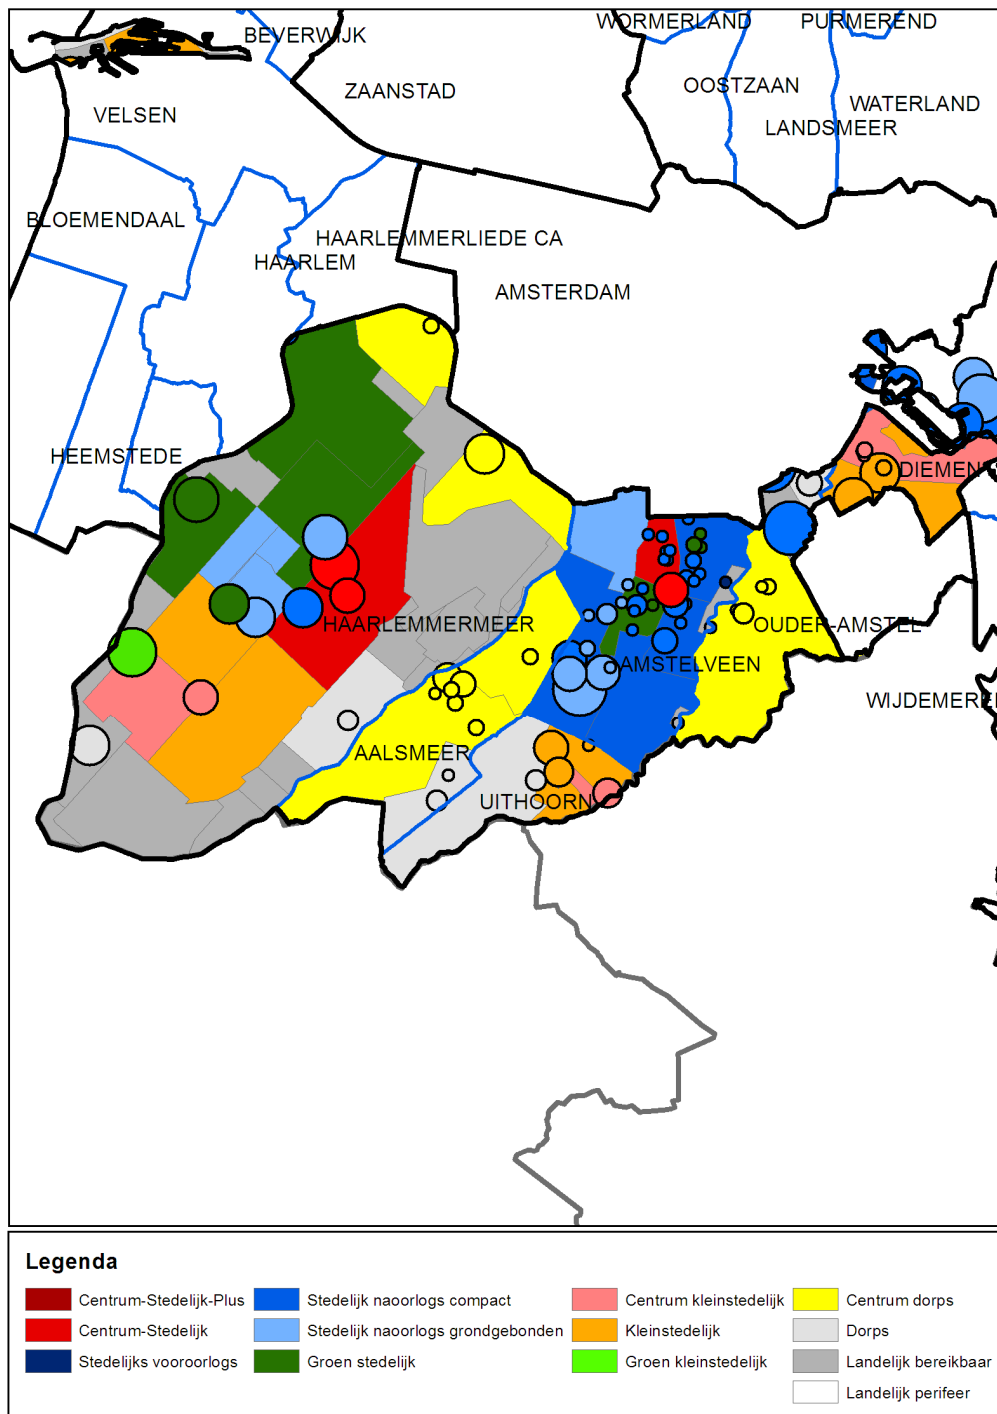 WORMERLAND
PURMEREND
BEVERWIJK
ZAANSTAD
OOSTZAAN
WATERLAND
VELSEN
LANDSMEER
BLOEMENDAAL
HAARLEMMERLIEDE CA
HAARLEM
AMSTERDAM
HEEMSTEDE
DIEMEN
HAARLEMMERMEER
OUDER-AMSTEL
AMSTELVEEN
WIJDEMEREN
AALSMEER
UITHOORN
Legenda
Centrum-Stedelijk-Plus
Centrum-Stedelijk
Stedelijks vooroorlogs
Stedelijk naoorlogs compact
Stedelijk naoorlogs grondgebonden
Groen stedelijk
Centrum kleinstedelijk
Kleinstedelijk
Groen kleinstedelijk
Centrum dorps
Dorps
Landelijk bereikbaar
Landelijk perifeer